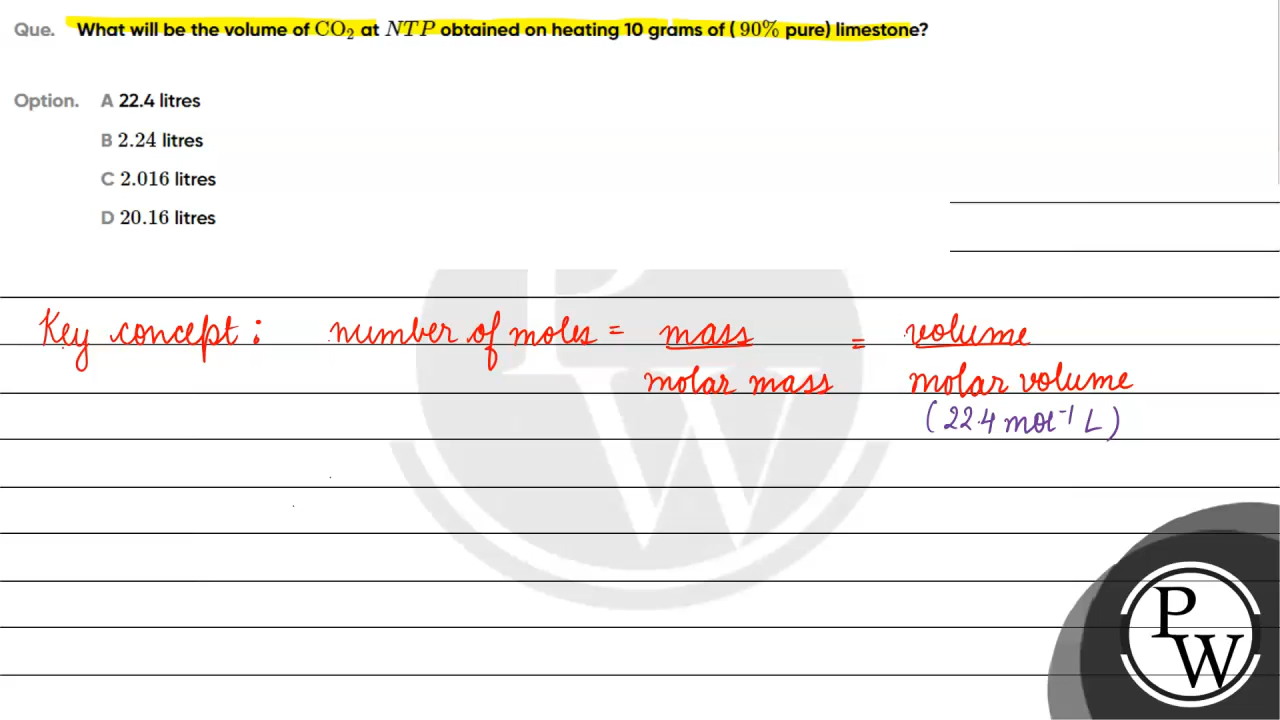 Que. What will be the volume of CO₂ at NTP obtained on heating 10 grams of ( 90% pure) limestone?
Option. A 22.4 litres
B 2.24 litres
C 2.016 litres
D 20.16 litres
Key concept : number of moles = mass / molar mass = volume / molar volume
(22.4 mol⁻¹ L)
PW
PW